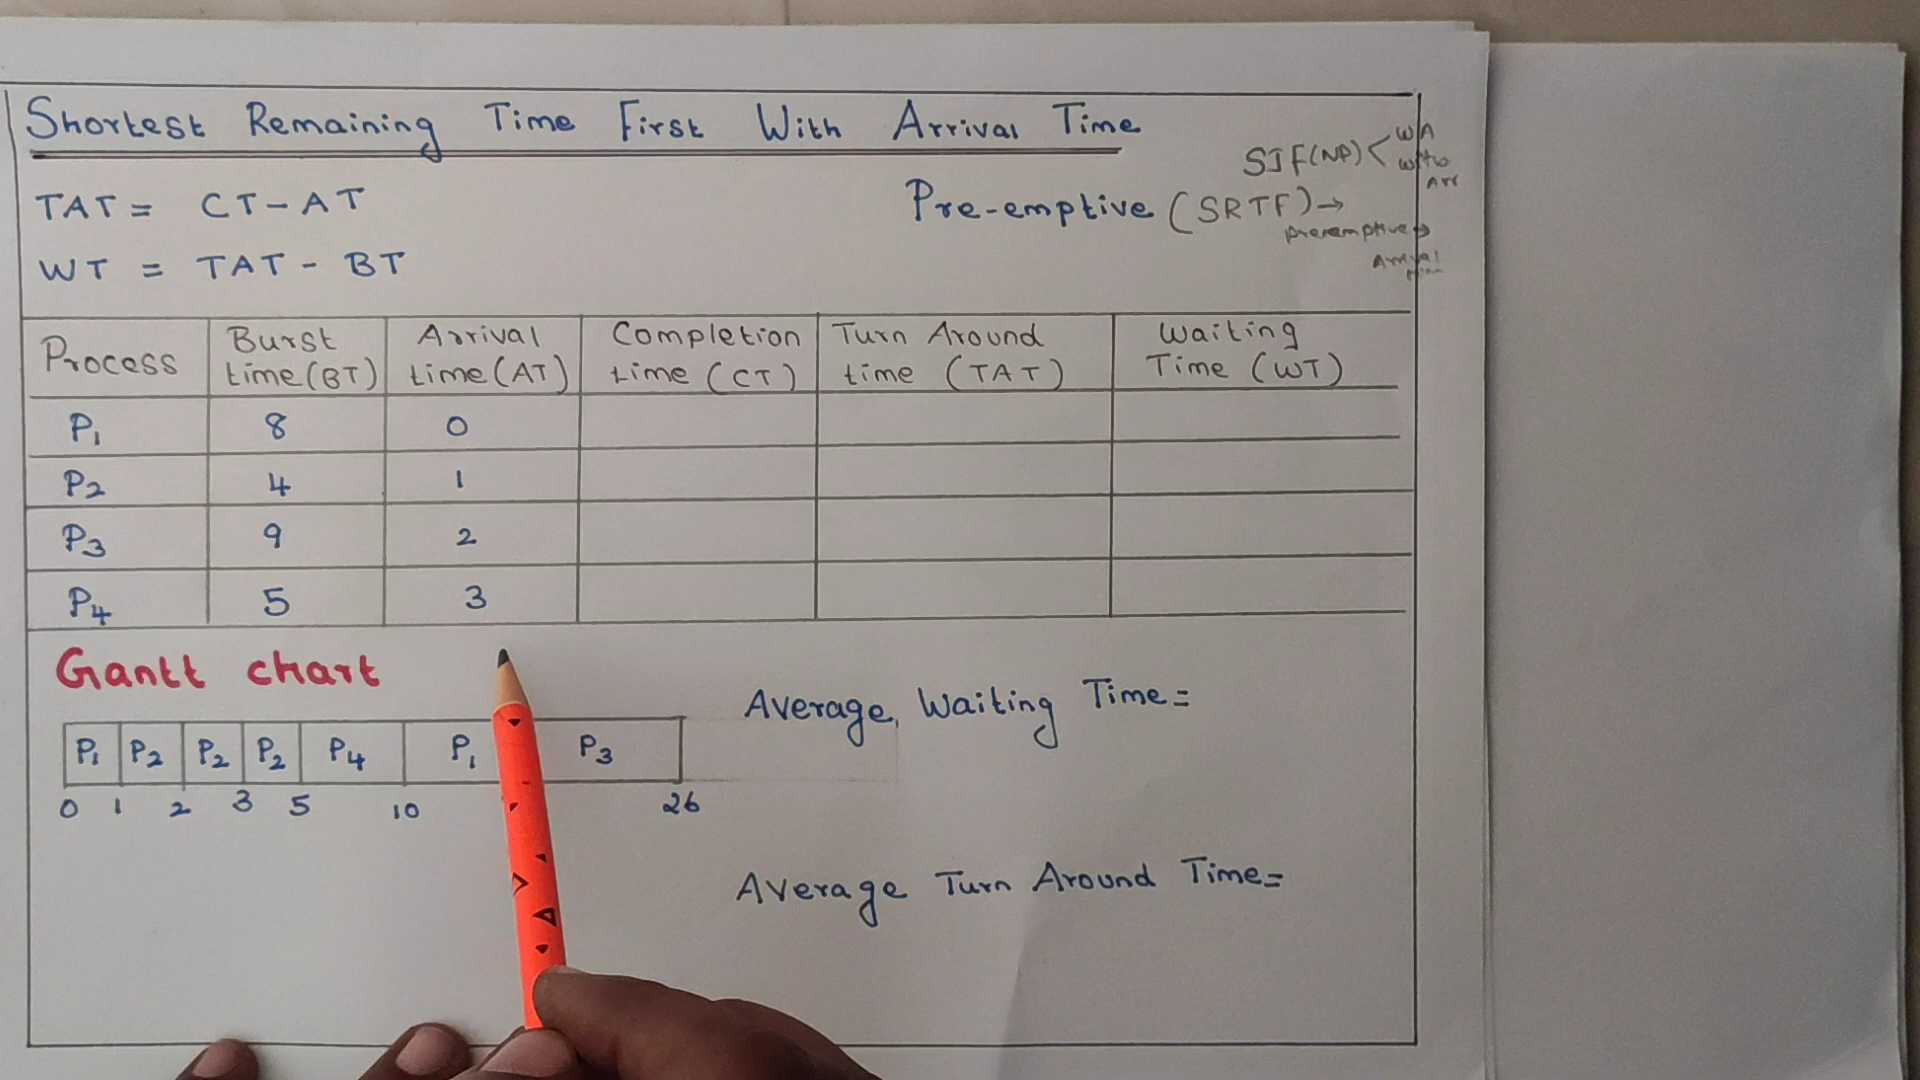 Shortest Remaining Time First With Arrival Time
SJF(NP) <
TAT = CT - AT
Pre-emptive (SRTF) →
Arrival
WT = TAT - BT
Process Burst time (BT) Arrival time (AT) Completion time (CT) Turn Around time (TAT) Waiting Time (WT)
P1 8 0
P2 4 1
P3 9 2
P4 5 3
Gantt chart
Average Waiting Time =
P1 P2 P2 P2 P4 P1 P3
0 1 2 3 5 10 26
Average Turn Around Time =